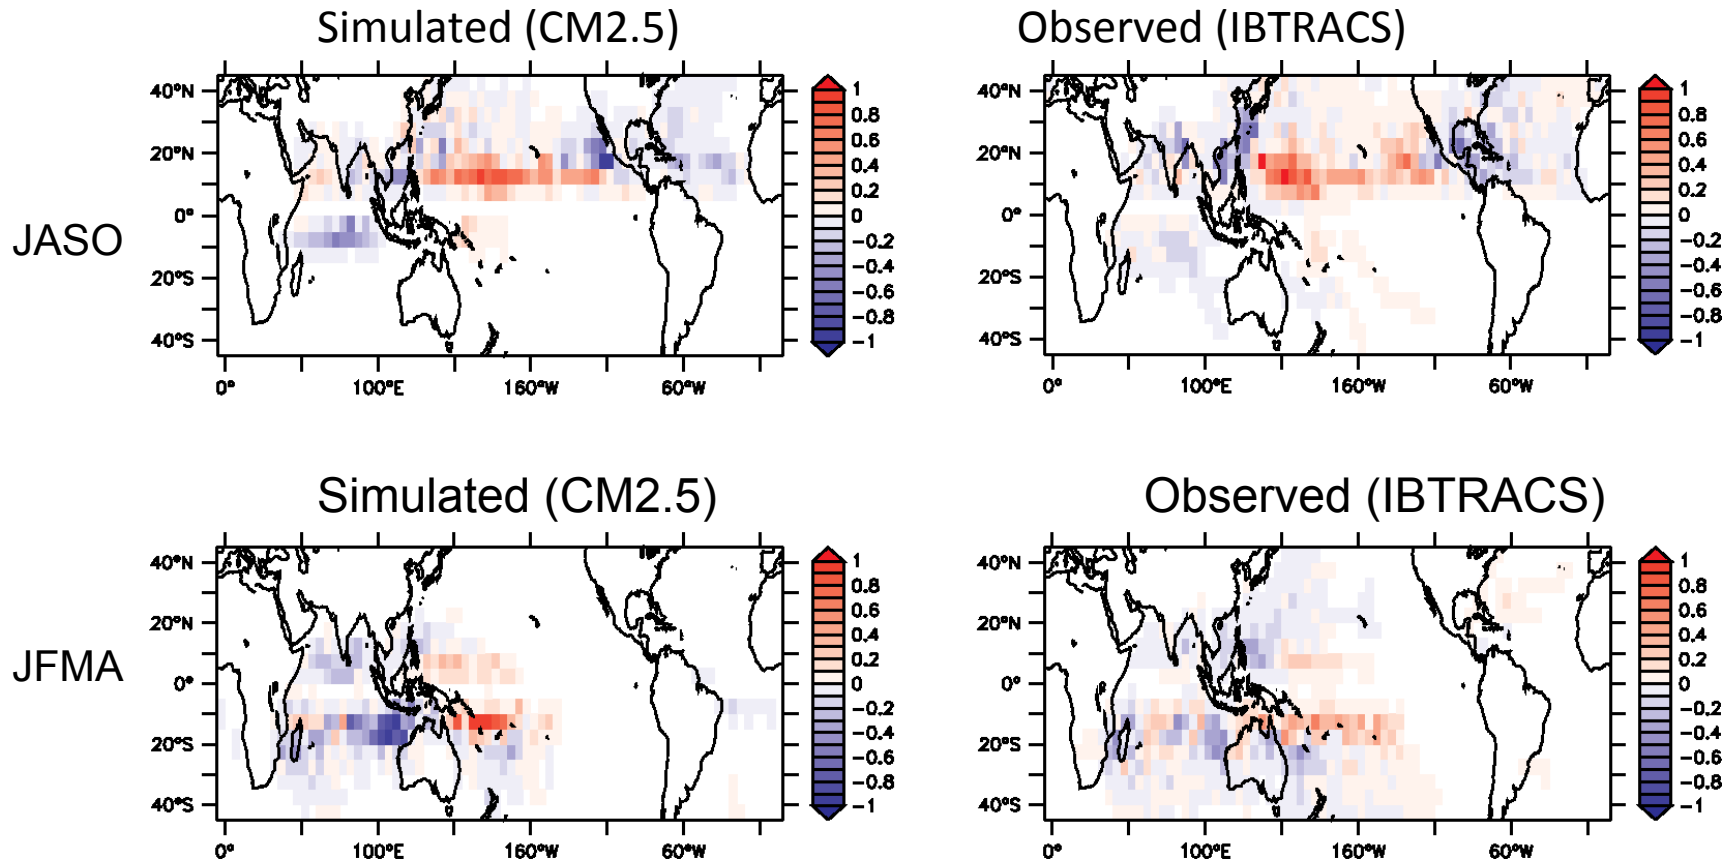 Simulated (CM2.5) Observed (IBTRACS)
40°N 1 40°N 1
0.8 0.8
0.6 0.6
20°N 0.4 20°N 0.4
0.2 0.2
0° 0 0° 0
JASO -0.2 -0.2
-0.4 -0.4
20°S -0.6 20°S -0.6
-0.8 -0.8
40°S -1 40°S -1
0° 100°E 160°W 60°W 0° 100°E 160°W 60°W
Simulated (CM2.5) Observed (IBTRACS)
40°N 1 40°N 1
0.8 0.8
0.6 0.6
20°N 0.4 20°N 0.4
0.2 0.2
JFMA 0° 0 0° 0
-0.2 -0.2
-0.4 -0.4
20°S -0.6 20°S -0.6
-0.8 -0.8
40°S -1 40°S -1
0° 100°E 160°W 60°W 0° 100°E 160°W 60°W